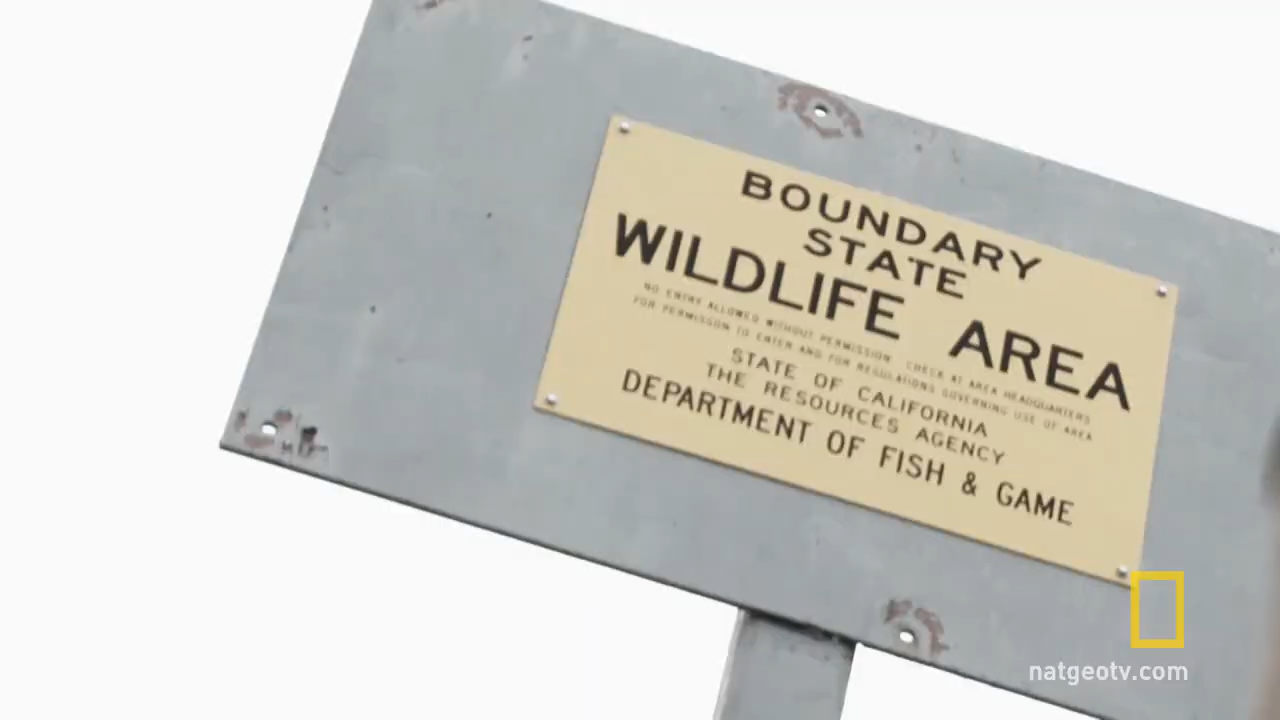 BOUNDARY
STATE
WILDLIFE AREA
NO ENTRY ALLOWED WITHOUT PERMISSION CHECK AT AREA HEADQUARTERS
FOR PERMISSON TO ENTER AND FOR REGULATIONS GOVERNING USE OF AREA
STATE OF CALIFORNIA
THE RESOURCES AGENCY
DEPARTMENT OF FISH & GAME
natgeotv.com